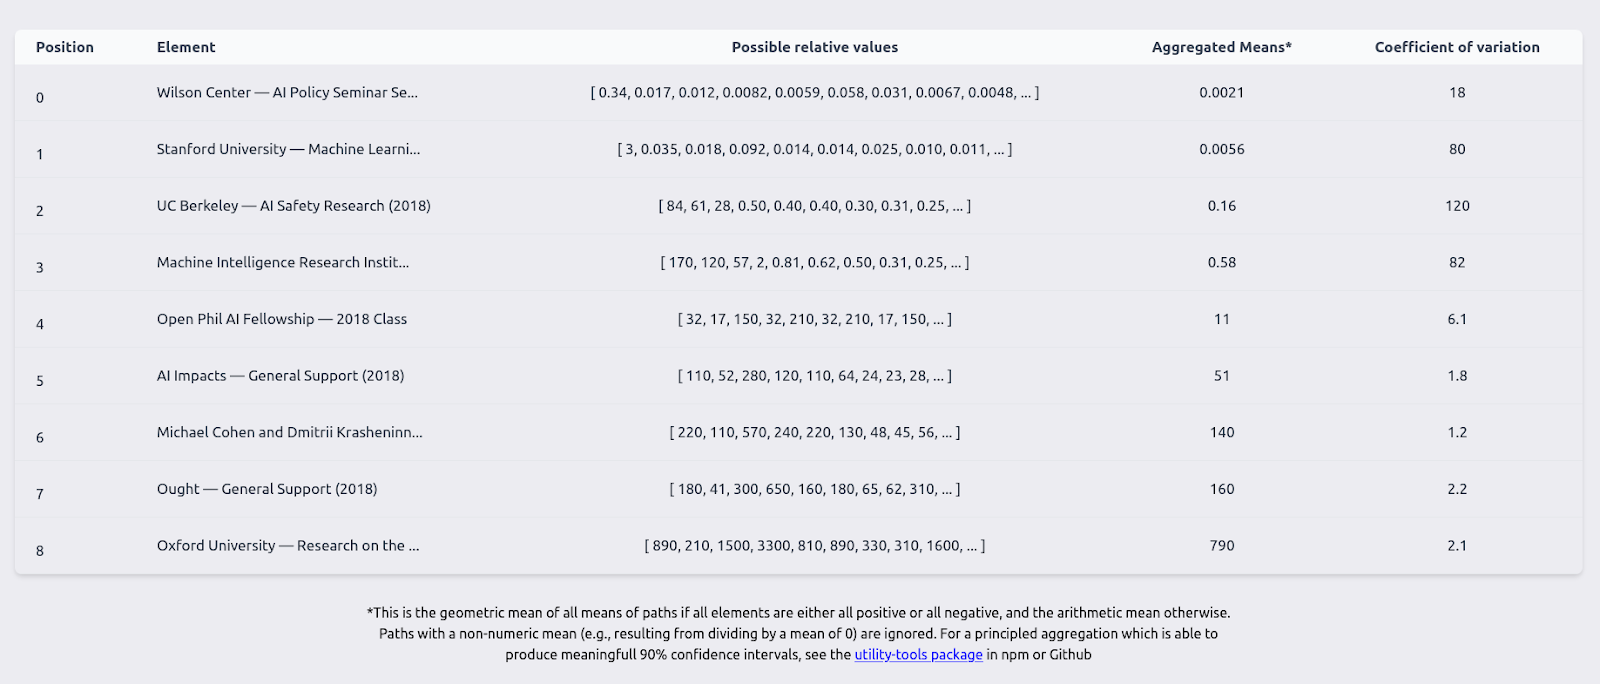 Position Element Possible relative values Aggregated Means* Coefficient of variation
0 Wilson Center — AI Policy Seminar Se... [ 0.34, 0.017, 0.012, 0.0082, 0.0059, 0.058, 0.031, 0.0067, 0.0048, ... ] 0.0021 18
1 Stanford University — Machine Learni... [ 3, 0.035, 0.018, 0.092, 0.014, 0.014, 0.025, 0.010, 0.011, ... ] 0.0056 80
2 UC Berkeley — AI Safety Research (2018) [ 84, 61, 28, 0.50, 0.40, 0.40, 0.30, 0.31, 0.25, ... ] 0.16 120
3 Machine Intelligence Research Instit... [ 170, 120, 57, 2, 0.81, 0.62, 0.50, 0.31, 0.25, ... ] 0.58 82
4 Open Phil AI Fellowship — 2018 Class [ 32, 17, 150, 32, 210, 32, 210, 17, 150, ... ] 11 6.1
5 AI Impacts — General Support (2018) [ 110, 52, 280, 120, 110, 64, 24, 23, 28, ... ] 51 1.8
6 Michael Cohen and Dmitrii Krasheninn... [ 220, 110, 570, 240, 220, 130, 48, 45, 56, ... ] 140 1.2
7 Ought — General Support (2018) [ 180, 41, 300, 650, 160, 180, 65, 62, 310, ... ] 160 2.2
8 Oxford University — Research on the ... [ 890, 210, 1500, 3300, 810, 890, 330, 310, 1600, ... ] 790 2.1
*This is the geometric mean of all means of paths if all elements are either all positive or all negative, and the arithmetic mean otherwise.
Paths with a non-numeric mean (e.g., resulting from dividing by a mean of 0) are ignored. For a principled aggregation which is able to
produce meaningfull 90% confidence intervals, see the utility-tools package in npm or Github